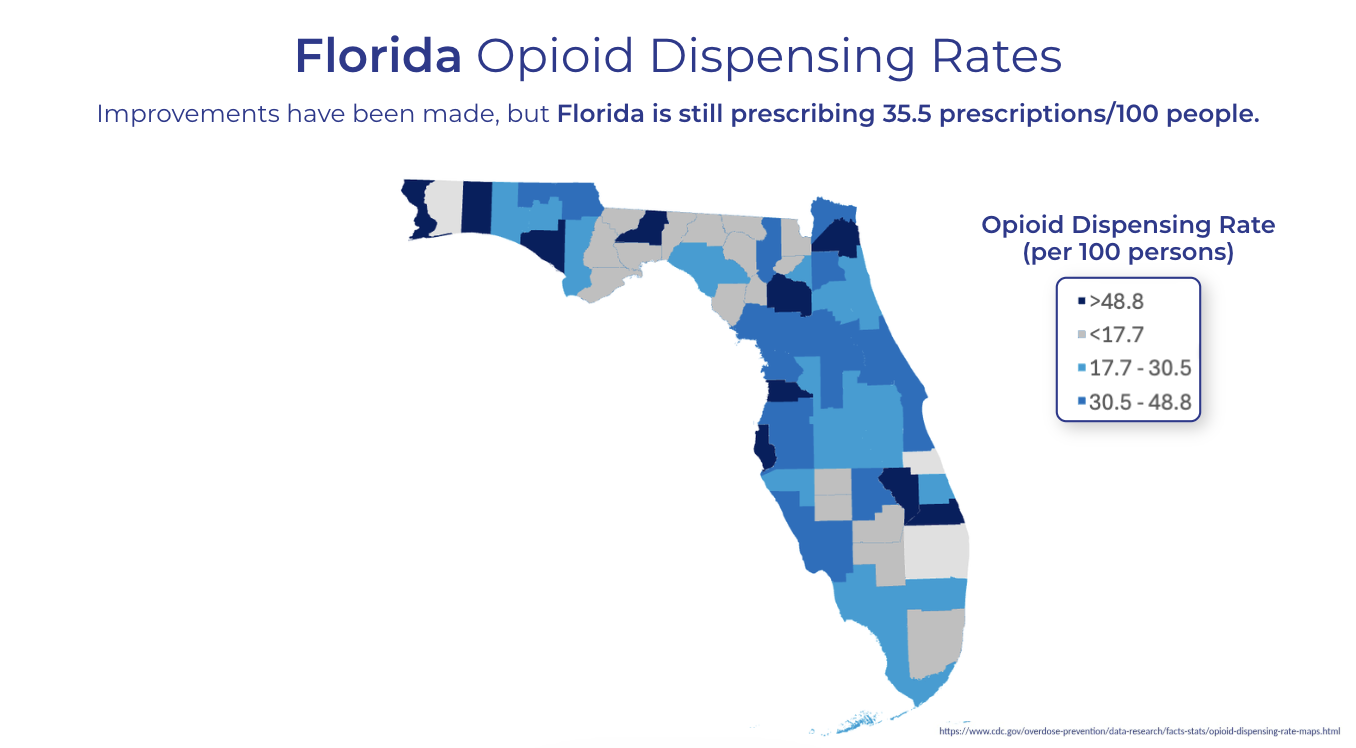 Florida Opioid Dispensing Rates
Improvements have been made, but Florida is still prescribing 35.5 prescriptions/100 people.
Opioid Dispensing Rate
(per 100 persons)
>48.8
<17.7
17.7 - 30.5
30.5 - 48.8
https://www.cdc.gov/overdose-prevention/data-research/facts-stats/opioid-dispensing-rate-maps.html